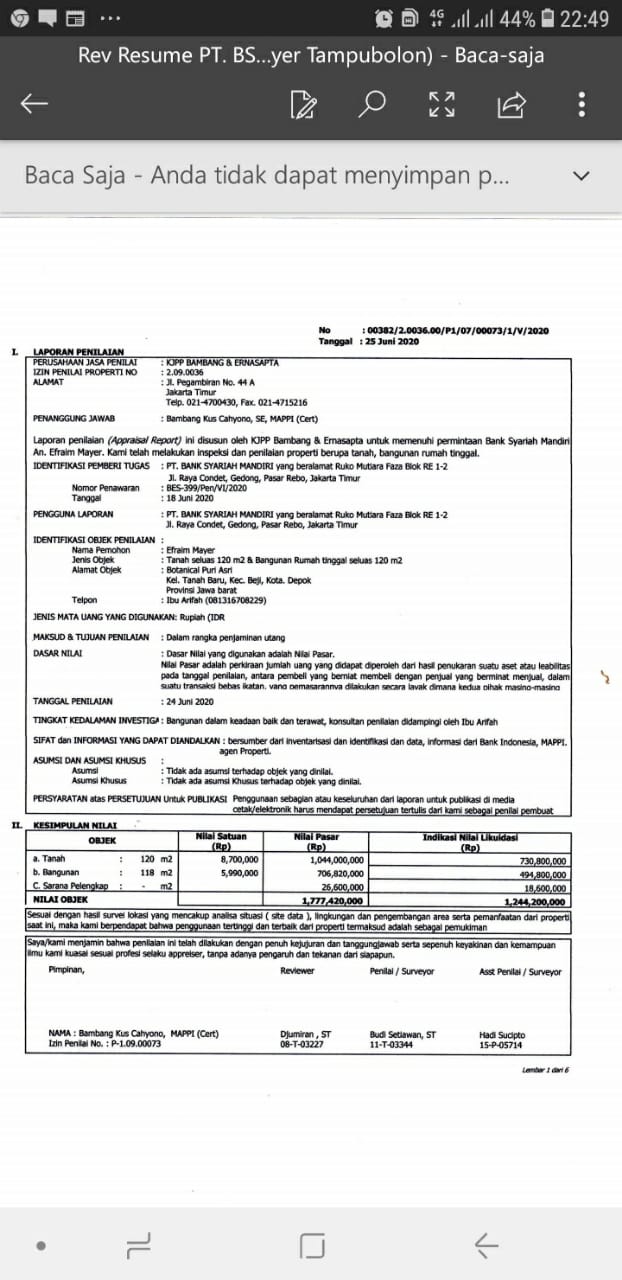 4G 44% 22:49
Rev Resume PT. BS...yer Tampubolon) - Baca-saja
Baca Saja - Anda tidak dapat menyimpan p...
No : 00382/2.0036.00/P1/07/00073/1/V/2020
Tanggal : 25 Juni 2020
I. LAPORAN PENILAIAN
PERUSAHAAN JASA PENILAI : KJPP BAMBANG & ERNASAPTA
IZIN PENILAI PROPERTI NO : 2.09.0036
ALAMAT : Jl. Pegambiran No. 44 A
Jakarta Timur
Telp. 021-4700430, Fax. 021-4715216
PENANGGUNG JAWAB : Bambang Kus Cahyono, SE, MAPPI (Cert)
Laporan penilaian (Appraisal Report) ini disusun oleh KJPP Bambang & Ernasapta untuk memenuhi permintaan Bank Syariah Mandiri
An. Efraim Mayer. Kami telah melakukan inspeksi dan penilaian properti berupa tanah, bangunan rumah tinggal.
IDENTIFIKASI PEMBERI TUGAS : PT. BANK SYARIAH MANDIRI yang beralamat Ruko Mutiara Faza Blok RE 1-2
Jl. Raya Condet, Gedong, Pasar Rebo, Jakarta Timur
Nomor Penawaran : BES-399/Pen/VI/2020
Tanggal : 18 Juni 2020
PENGGUNA LAPORAN : PT. BANK SYARIAH MANDIRI yang beralamat Ruko Mutiara Faza Blok RE 1-2
Jl. Raya Condet, Gedong, Pasar Rebo, Jakarta Timur
IDENTIFIKASI OBJEK PENILAIAN :
Nama Pemohon : Efraim Mayer
Jenis Objek : Tanah seluas 120 m2 & Bangunan Rumah tinggal seluas 120 m2
Alamat Objek : Botanical Puri Asri
Kel. Tanah Baru, Kec. Beji, Kota. Depok
Provinsi Jawa barat
Telpon : Ibu Arifah (081316708229)
JENIS MATA UANG YANG DIGUNAKAN: Rupiah (IDR
MAKSUD & TUJUAN PENILAIAN : Dalam rangka penjaminan utang
DASAR NILAI : Dasar Nilai yang digunakan adalah Nilai Pasar.
Nilai Pasar adalah perkiraan jumlah uang yang didapat diperoleh dari hasil penukaran suatu aset atau leabilitas
pada tanggal penilaian, antara pembeli yang berniat membeli dengan penjual yang berminat menjual, dalam
suatu transaksi bebas ikatan, yang pemasarannya dilakukan secara layak dimana kedua pihak masing-masing
TANGGAL PENILAIAN : 24 Juni 2020
TINGKAT KEDALAMAN INVESTIGA : Bangunan dalam keadaan baik dan terawat, konsultan penilaian didampingi oleh Ibu Arifah
SIFAT dan INFORMASI YANG DAPAT DIANDALKAN : bersumber dari inventarisasi dan identifikasi dan data, informasi dari Bank Indonesia, MAPPI.
agen Properti.
ASUMSI DAN ASUMSI KHUSUS :
Asumsi : Tidak ada asumsi terhadap objek yang dinilai.
Asumsi Khusus : Tidak ada asumsi Khusus terhadap objek yang dinilai.
PERSYARATAN atas PERSETUJUAN Untuk PUBLIKASI Penggunaan sebagian atau keseluruhan dari laporan untuk publikasi di media
cetak/elektronik harus mendapat persetujuan tertulis dari kami sebagai penilai pembuat
II. KESIMPULAN NILAI
OBJEK Nilai Satuan (Rp) Nilai Pasar (Rp) Indikasi Nilai Likuidasi (Rp)
a. Tanah : 120 m2 8,700,000 1,044,000,000 730,800,000
b. Bangunan : 118 m2 5,990,000 706,820,000 494,800,000
C. Sarana Pelengkap : - m2 26,600,000 18,600,000
NILAI OBJEK 1,777,420,000 1,244,200,000
Sesuai dengan hasil survei lokasi yang mencakup analisa situasi ( site data ), lingkungan dan pengembangan area serta pemanfaatan dari properti
saat ini, maka kami berpendapat bahwa penggunaan tertinggi dan terbaik dari properti termaksud adalah sebagai pemukiman
Saya/kami menjamin bahwa penilaian ini telah dilakukan dengan penuh kejujuran dan tanggungjawab serta sepenuh keyakinan dan kemampuan
ilmu kami kuasai sesuai profesi selaku appreiser, tanpa adanya pengaruh dan tekanan dari siapapun.
Pimpinan, Reviewer Penilai / Surveyor Asst Penilai / Surveyor
NAMA : Bambang Kus Cahyono, MAPPI (Cert) Djumiran , ST Budi Setiawan, ST Hadi Sucipto
Izin Penilai No. : P-1.09.00073 08-T-03227 11-T-03344 15-P-05714
Lembar 1 dari 6